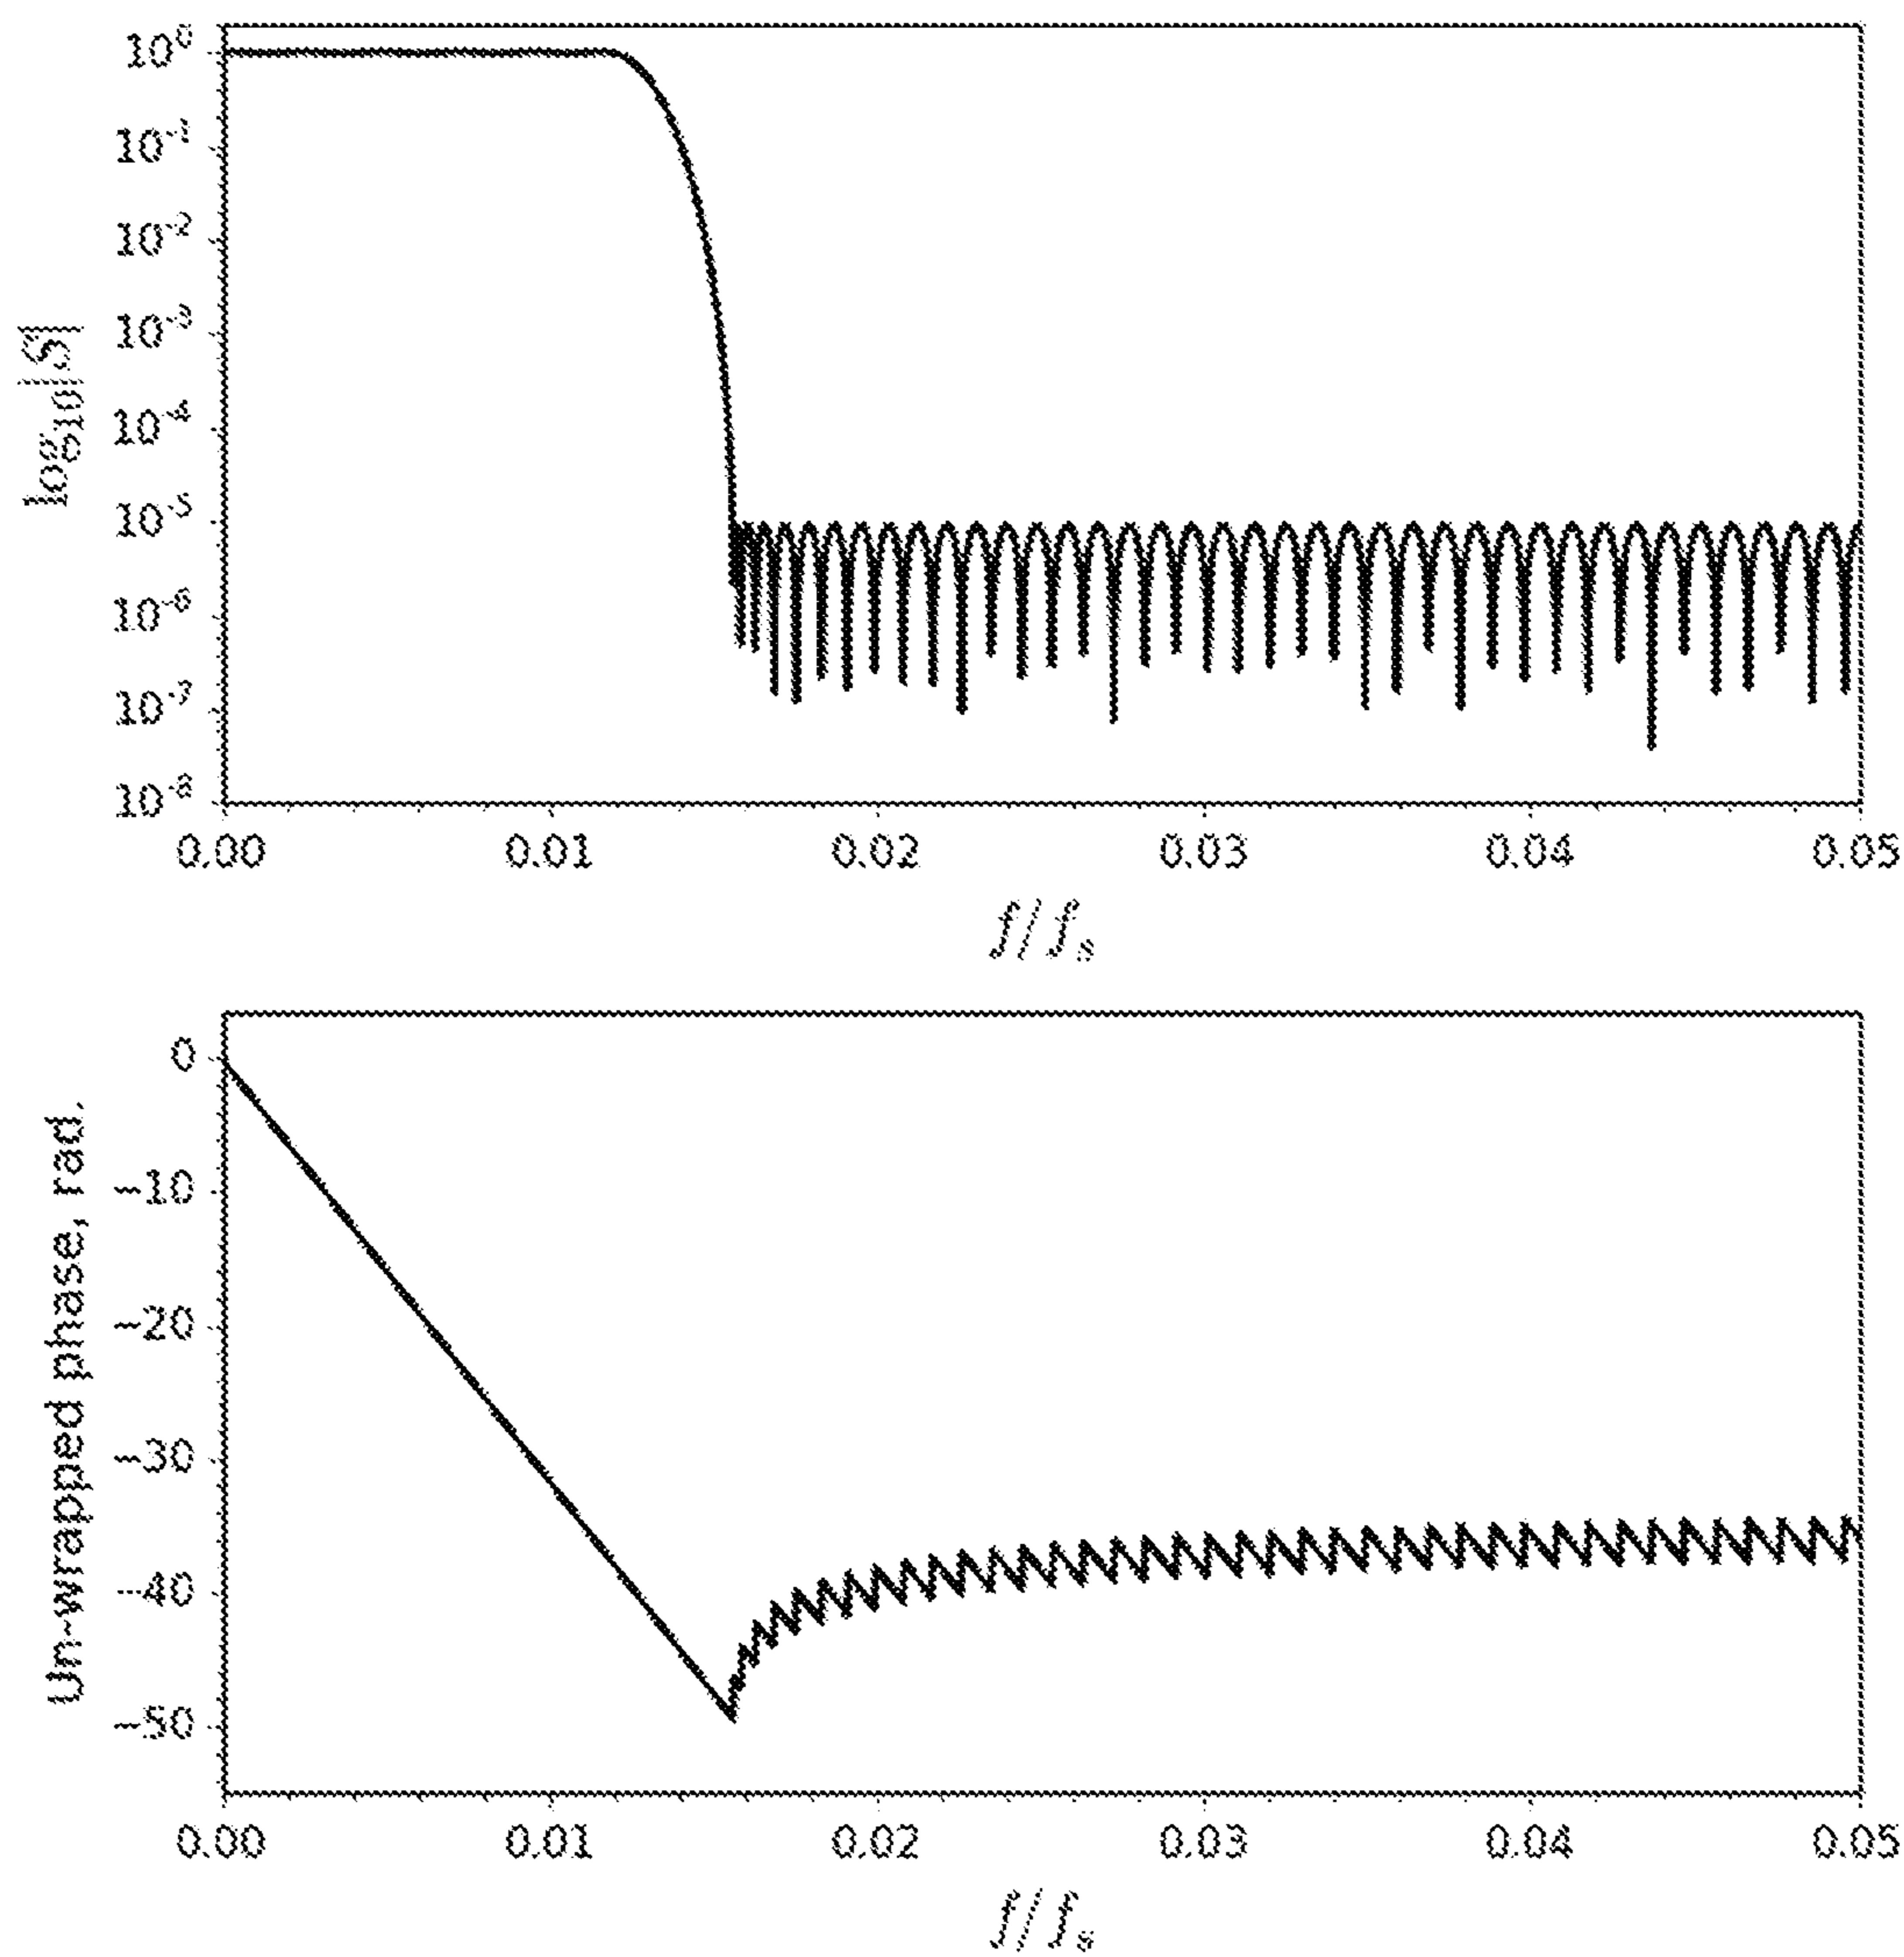 log₁₀|S|
10⁰
10⁻¹
10⁻²
10⁻³
10⁻⁴
10⁻⁵
10⁻⁶
10⁻⁷
10⁻⁸
0.00 0.01 0.02 0.03 0.04 0.05
f/fₛ
Un-wrapped phase, rad.
0
-10
-20
-30
-40
-50
0.00 0.01 0.02 0.03 0.04 0.05
f/fₛ